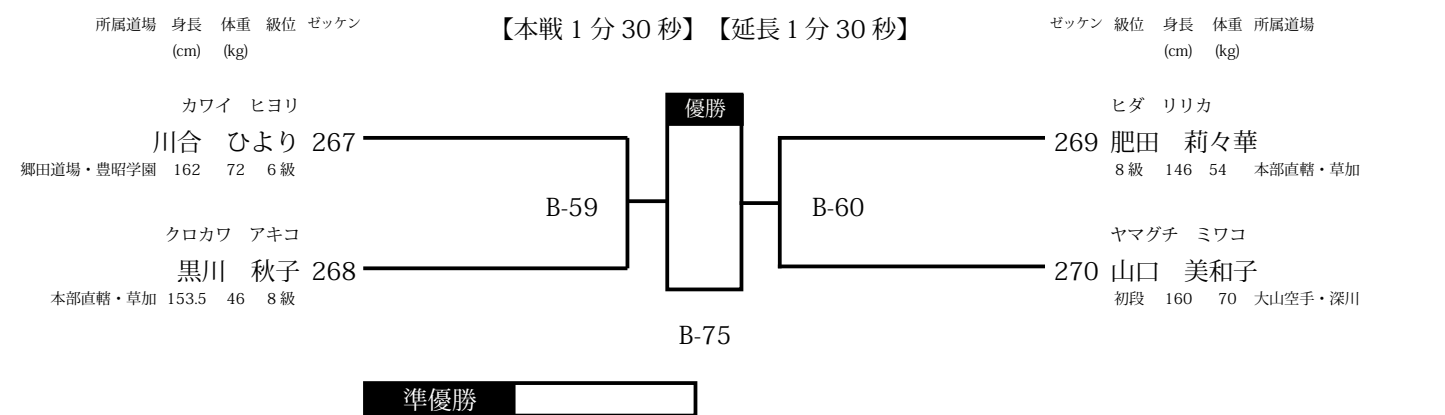 所属道場 身長 体重 級位 ゼッケン 【本戦 1 分 30 秒】【延長 1 分 30 秒】 ゼッケン 級位 身長 体重 所属道場
(cm) (kg) (cm) (kg)
カワイ ヒヨリ 優勝 ヒダ リリカ
川合 ひより 267 269 肥田 莉々華
郷田道場・豊昭学園 162 72 6 級 8 級 146 54 本部直轄・草加
B-59 B-60
クロカワ アキコ ヤマグチ ミワコ
黒川 秋子 268 270 山口 美和子
本部直轄・草加 153.5 46 8 級 初段 160 70 大山空手・深川
B-75
準優勝